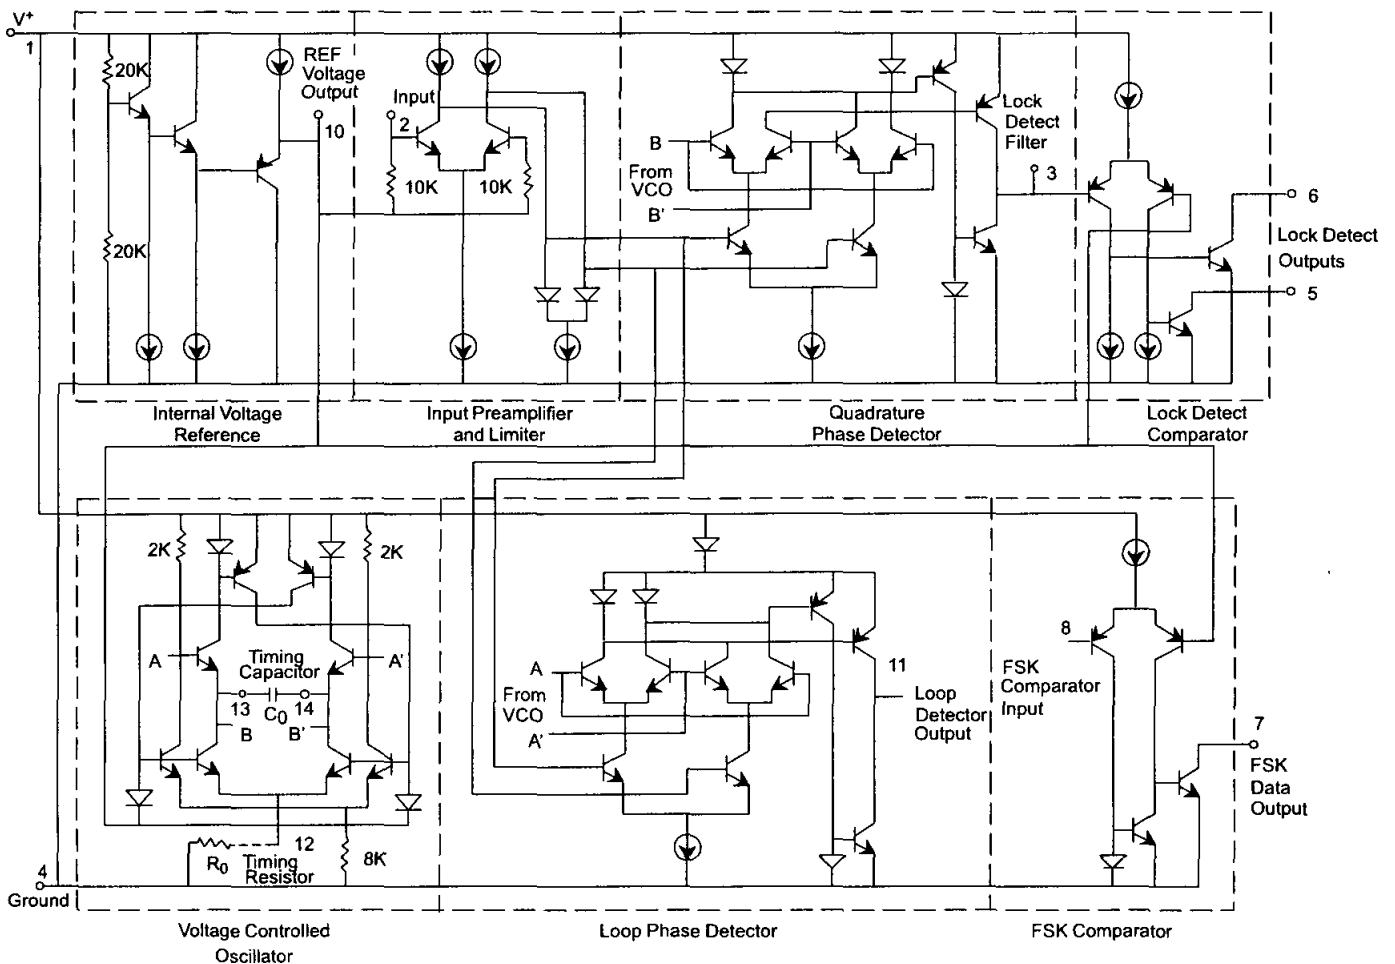 V+
1
20K
20K
REF
Voltage
Output
10
Input
2
10K
10K
B
From
VCO
B'
Lock
Detect
Filter
3
6
Lock Detect
Outputs
5
Internal Voltage
Reference
Input Preamplifier
and Limiter
Quadrature
Phase Detector
Lock Detect
Comparator
2K
2K
A
Timing
Capacitor
A'
13
C0
14
B
B'
12
R0
Timing
Resistor
8K
4
Ground
A
From
VCO
A'
11
Loop
Detector
Output
8
FSK
Comparator
Input
7
FSK
Data
Output
Voltage Controlled
Oscillator
Loop Phase Detector
FSK Comparator